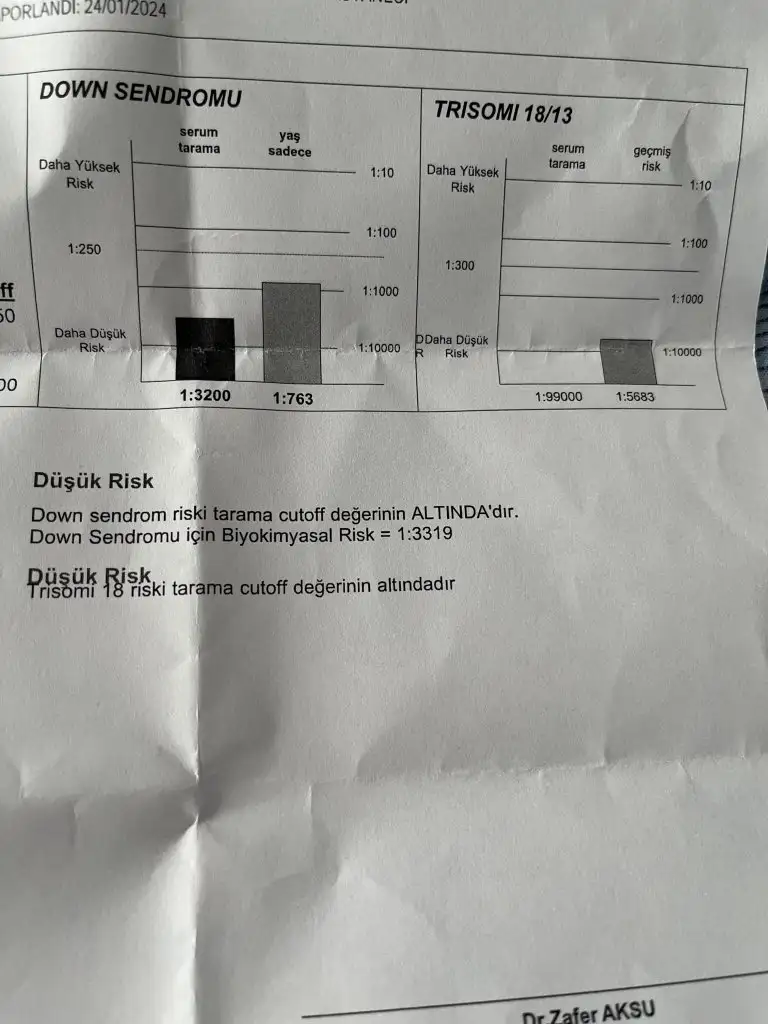 PORLANDI: 24/01/2024
DOWN SENDROMU
serum tarama
yaş sadece
Daha Yüksek Risk
1:10
1:100
1:250
1:1000
Daha Düşük Risk
1:10000
1:3200
1:763
TRISOMI 18/13
serum tarama
geçmiş risk
Daha Yüksek Risk
1:10
1:100
1:300
1:1000
DDaha Düşük
R Risk
1:10000
1:99000
1:5683
ff
50
00
Düşük Risk
Down sendrom riski tarama cutoff değerinin ALTINDA'dır.
Down Sendromu için Biyokimyasal Risk = 1:3319
Düşük Risk
Trisomi 18 riski tarama cutoff değerinin altındadır
Dr.Zafer AKSU